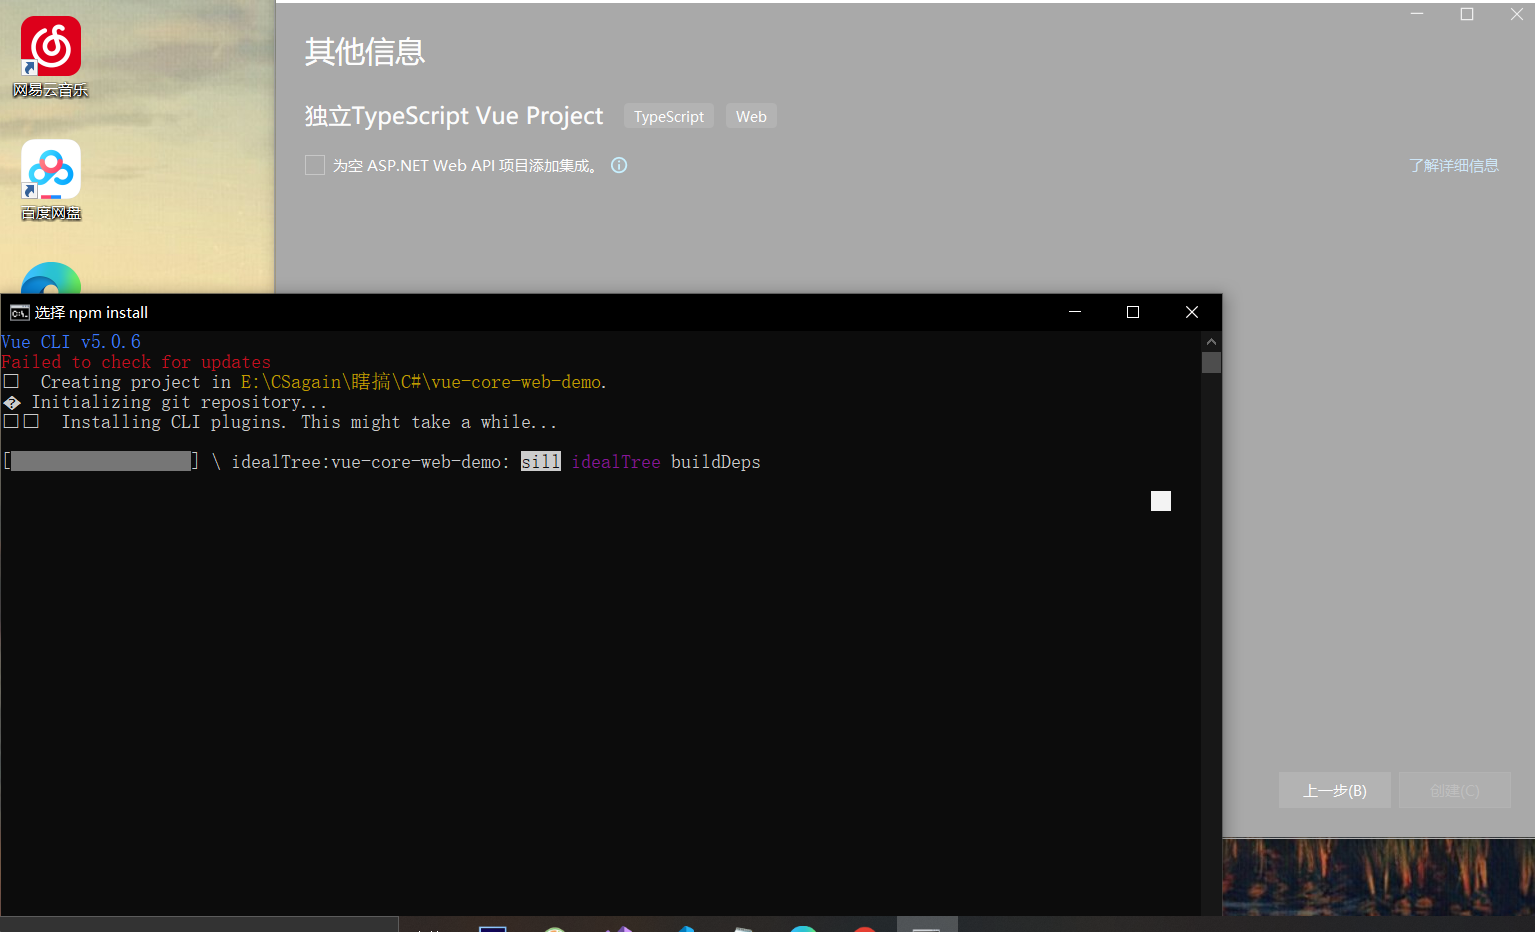 网易云音乐
百度网盘
其他信息
独立TypeScript Vue Project
TypeScript
Web
为空 ASP.NET Web API 项目添加集成。
了解详细信息
选择 npm install
Vue CLI v5.0.6
Failed to check for updates
Creating project in E:\CSagain\瞎搞\C#\vue-core-web-demo.
Initializing git repository...
Installing CLI plugins. This might take a while...
[                  ] \ idealTree:vue-core-web-demo: sill idealTree buildDeps
上一步(B)
创建(C)